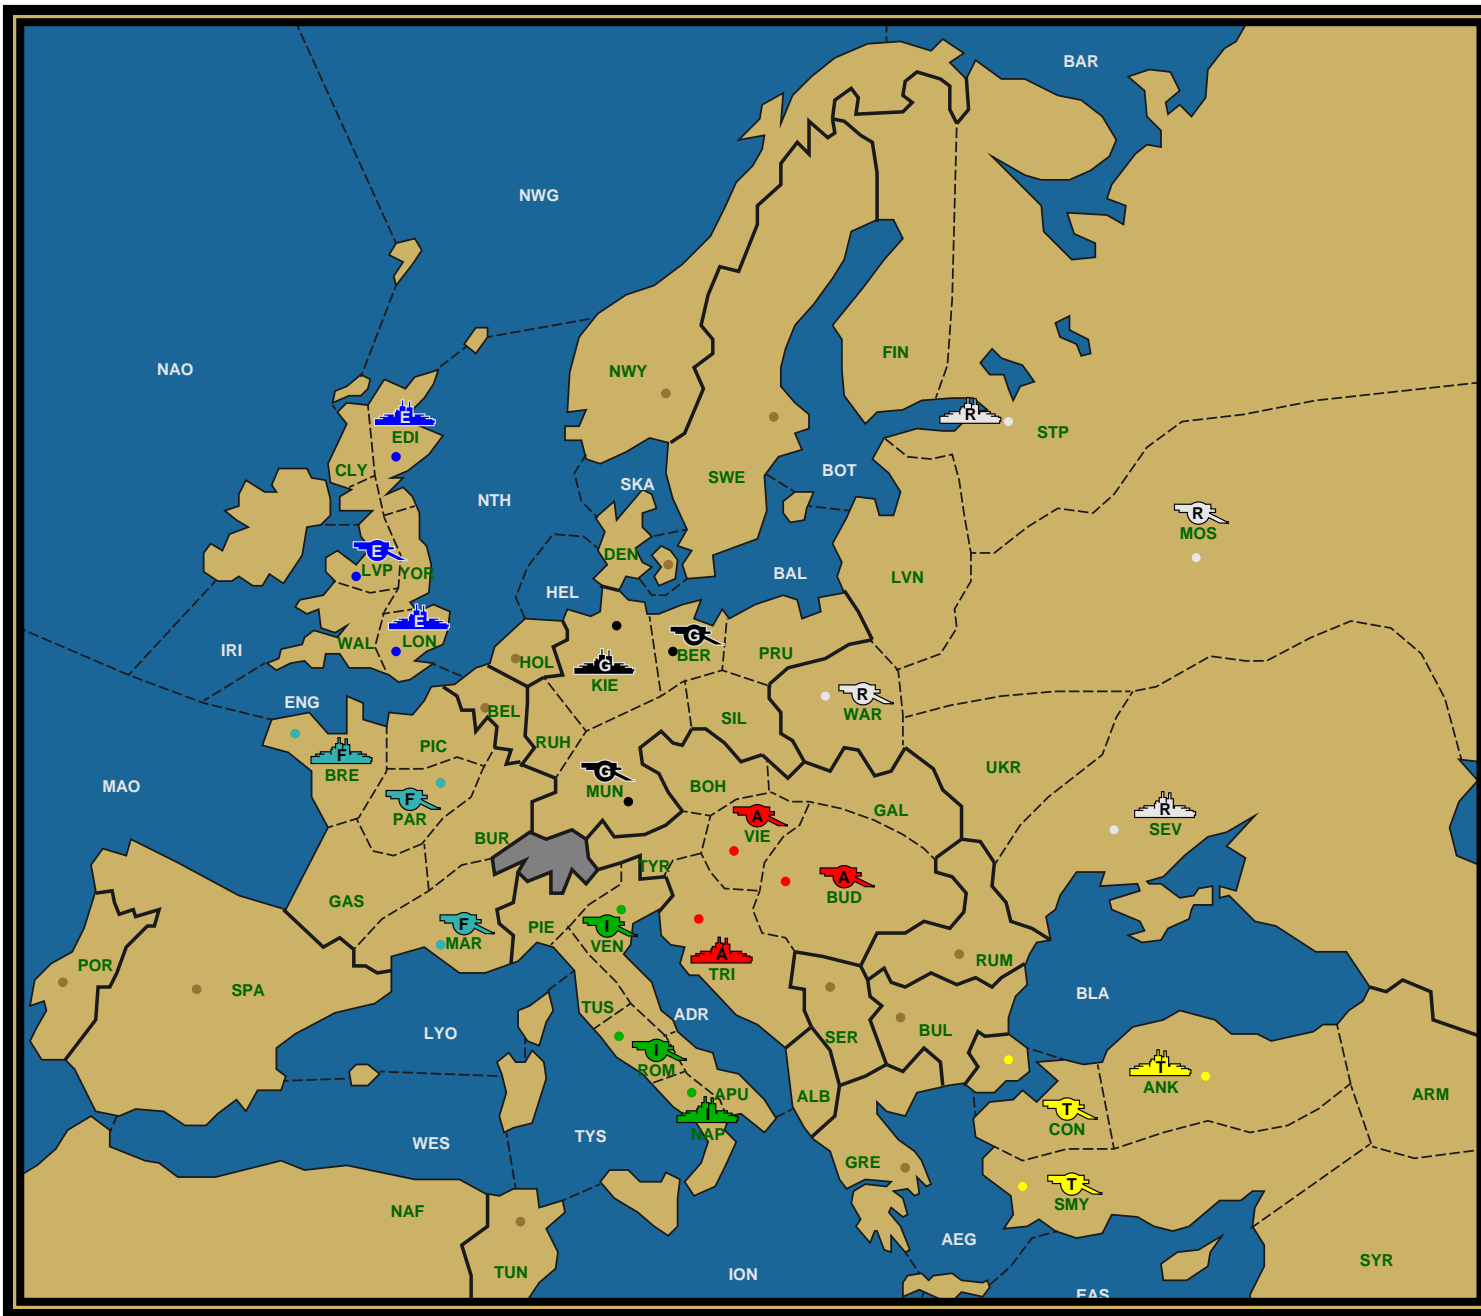 BAR
NWG
NAO
FIN
NWY
R
E
EDI
STP
CLY
SKA
BOT
SWE
NTH
R
MOS
E
DEN
LVP
YOR
BAL
LVN
HEL
E
LON
WAL
IRI
G
BER
PRU
HOL
G
KIE
R
WAR
ENG
BEL
SIL
PIC
RUH
F
BRE
UKR
G
MUN
BOH
MAO
F
PAR
GAL
A
VIE
R
SEV
BUR
TYR
A
BUD
GAS
F
MAR
PIE
I
VEN
A
TRI
POR
SPA
RUM
BLA
TUS
ADR
LYO
SER
BUL
I
ROM
T
ANK
APU
ALB
ARM
I
NAP
T
CON
WES
TYS
GRE
T
SMY
NAF
AEG
SYR
TUN
ION
EAS